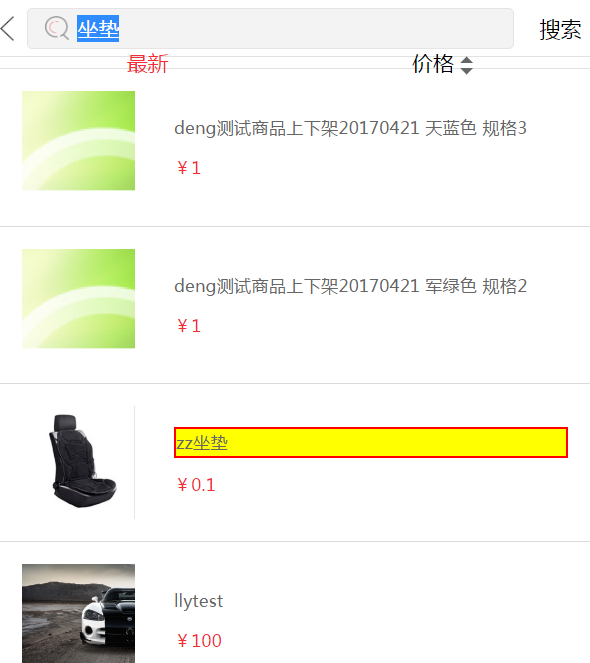 坐垫 搜索
最新 价格
deng测试商品上下架20170421 天蓝色 规格3
￥1
deng测试商品上下架20170421 军绿色 规格2
￥1
zz坐垫
￥0.1
llytest
￥100